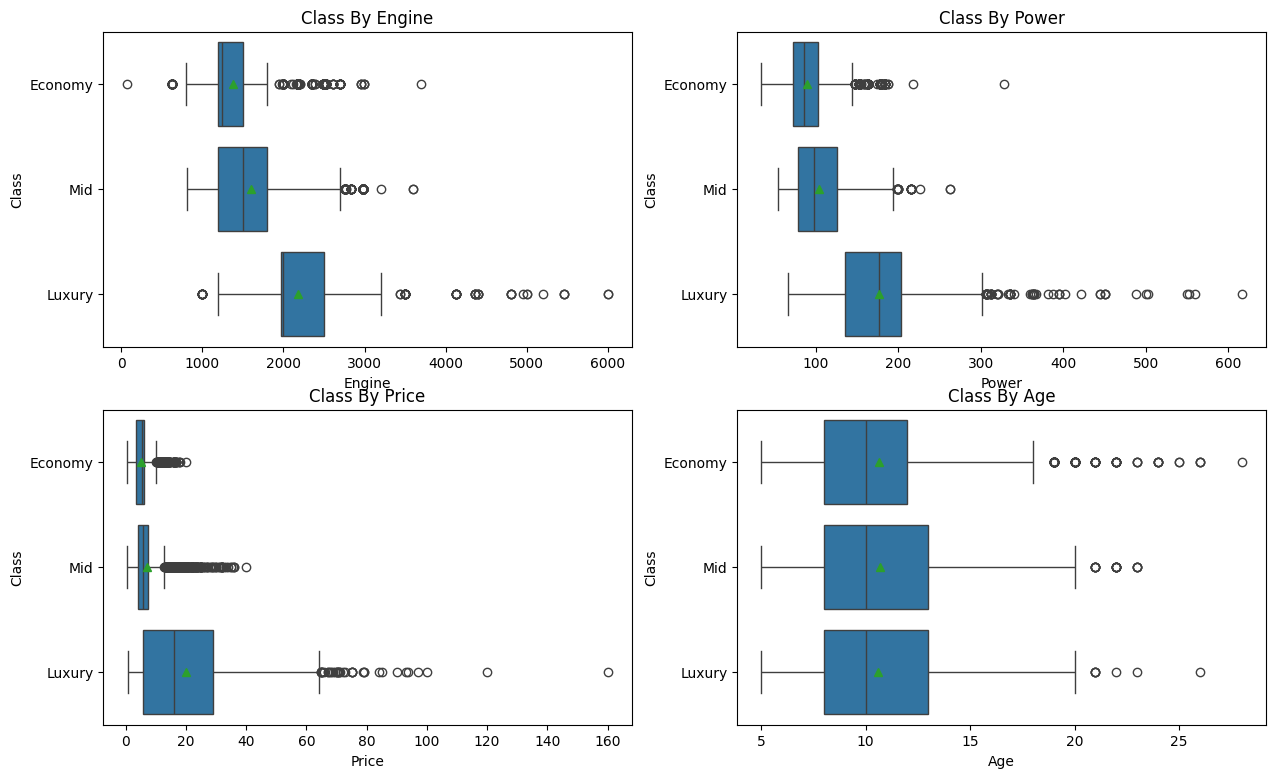 Class By Engine
Class
Economy
Mid
Luxury
0 1000 2000 3000 4000 5000 6000
Engine
Class By Power
Class
Economy
Mid
Luxury
100 200 300 400 500 600
Power
Class By Price
Class
Economy
Mid
Luxury
0 20 40 60 80 100 120 140 160
Price
Class By Age
Class
Economy
Mid
Luxury
5 10 15 20 25
Age